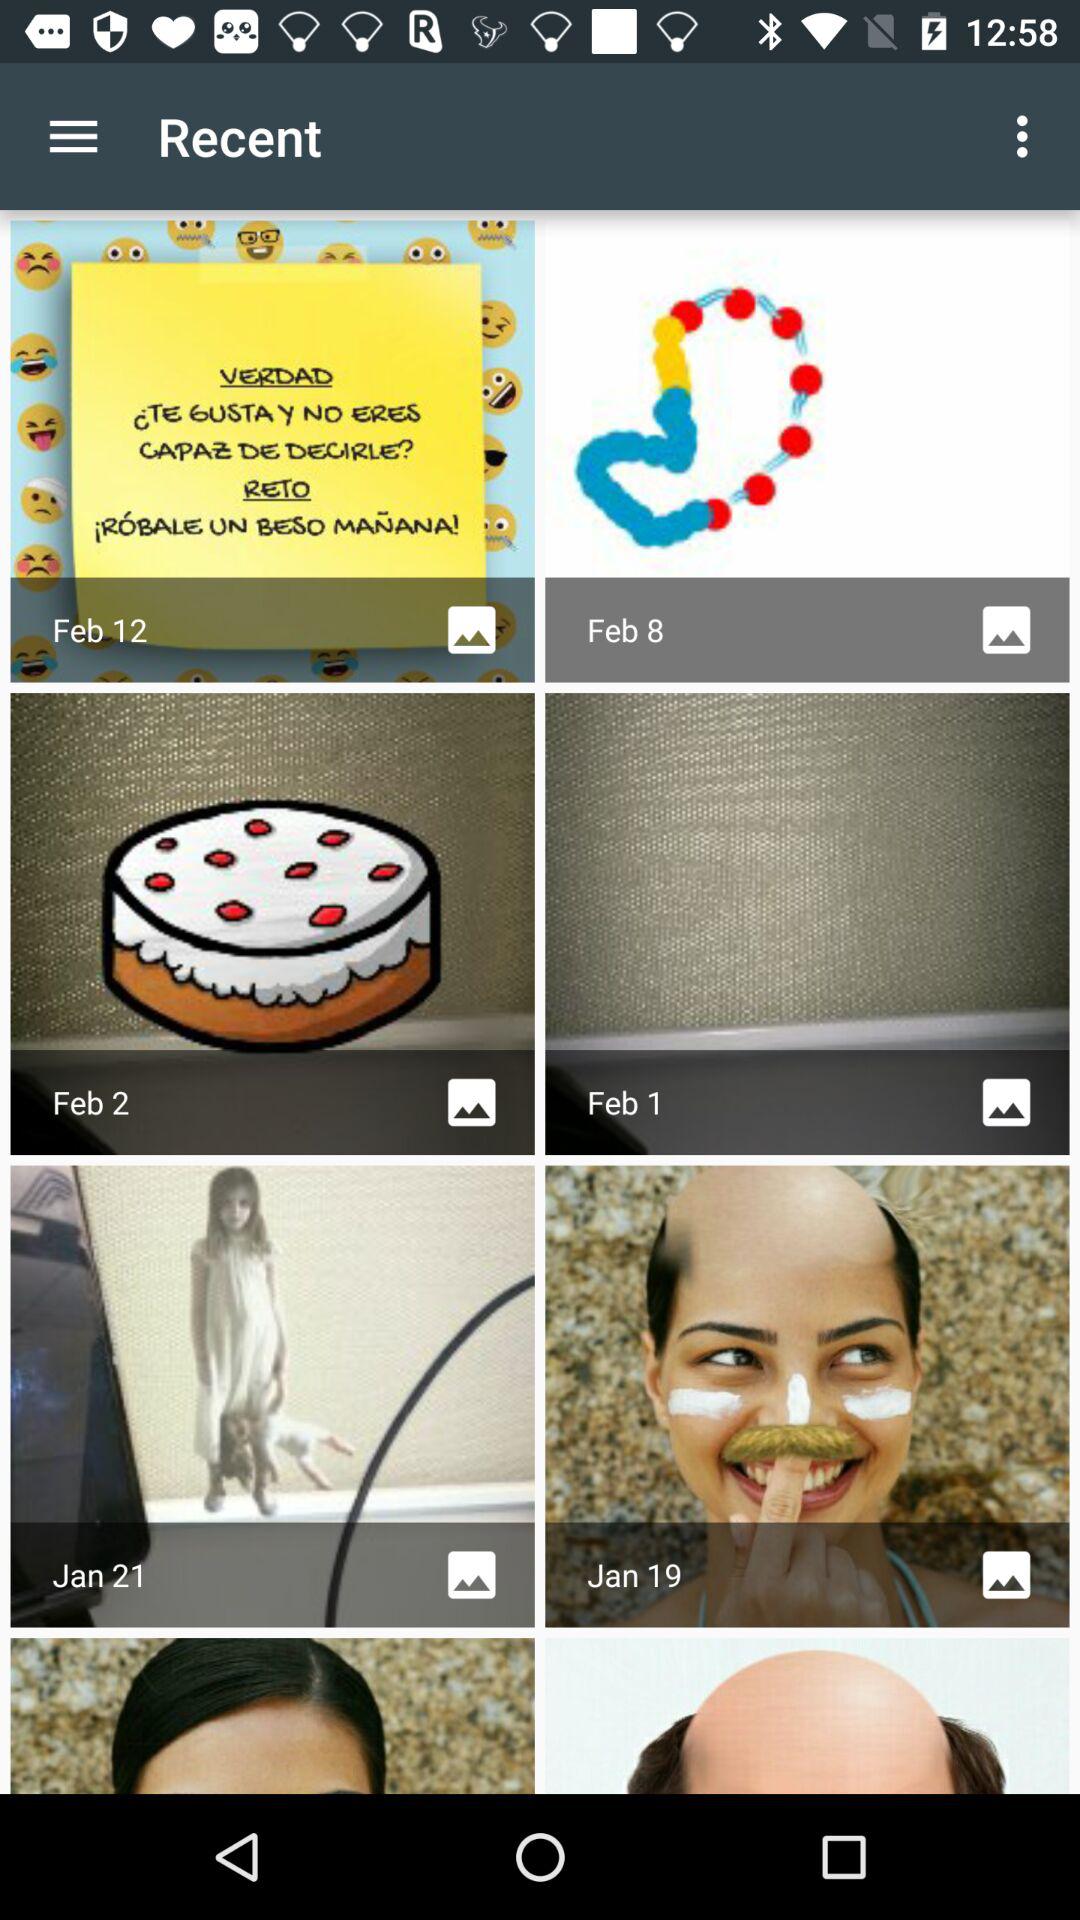 12:58
Recent
VERDAD
¿TE GUSTA Y NO ERES
CAPAZ DE DECIRLE?
RETO
¡RÓBALE UN BESO MAÑANA!
Feb 12
Feb 8
Feb 2
Feb 1
Jan 21
Jan 19